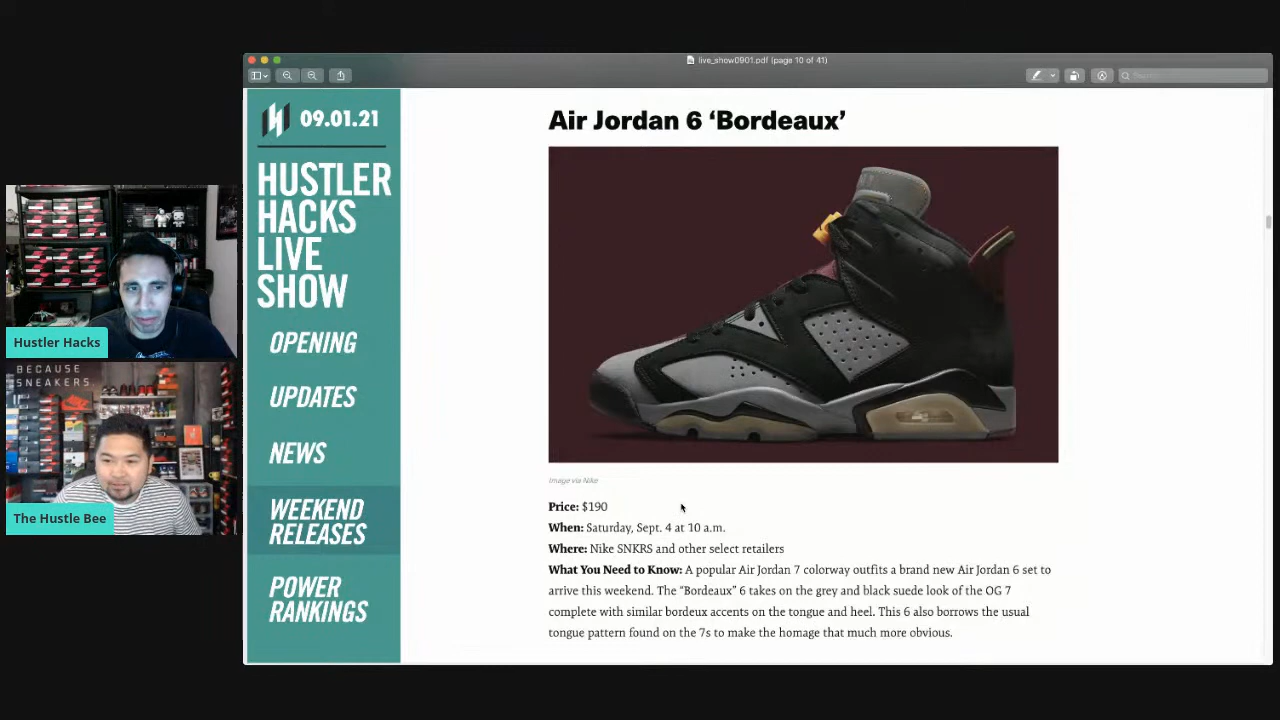 live_show0901.pdf (page 10 of 41)
Search
09.01.21
HUSTLER
HACKS
LIVE
SHOW
OPENING
UPDATES
NEWS
WEEKEND
RELEASES
POWER
RANKINGS
Air Jordan 6 ‘Bordeaux’
Image via Nike
Price: $190
When: Saturday, Sept. 4 at 10 a.m.
Where: Nike SNKRS and other select retailers
What You Need to Know: A popular Air Jordan 7 colorway outfits a brand new Air Jordan 6 set to
arrive this weekend. The “Bordeaux” 6 takes on the grey and black suede look of the OG 7
complete with similar bordeux accents on the tongue and heel. This 6 also borrows the usual
tongue pattern found on the 7s to make the homage that much more obvious.
Hustler Hacks
BECAUSE
SNEAKERS.
The Hustle Bee